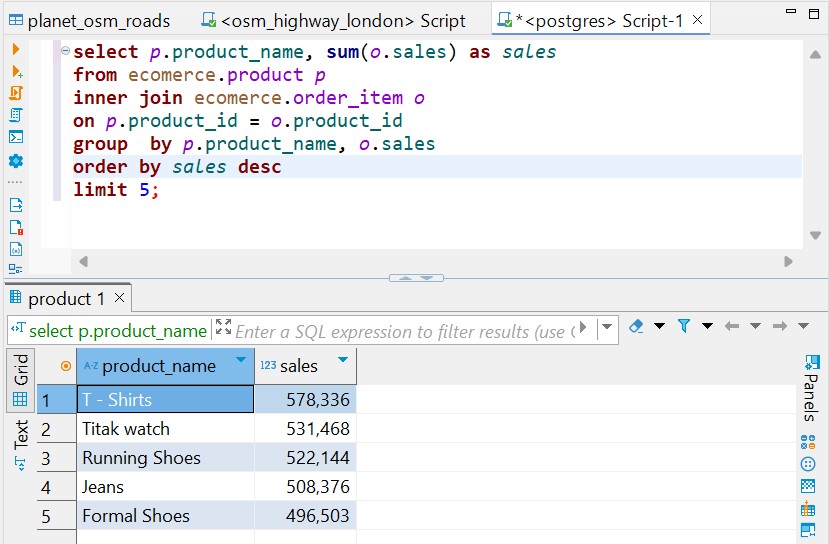 planet_osm_roads <osm_highway_london> Script *<postgres> Script-1
select p.product_name, sum(o.sales) as sales
from ecomerce.product p
inner join ecomerce.order_item o
on p.product_id = o.product_id
group  by p.product_name, o.sales
order by sales desc
limit 5;
product 1
select p.product_name Enter a SQL expression to filter results (use C
Grid
Text
A-Z product_name 123 sales
1 T - Shirts 578,336
2 Titak watch 531,468
3 Running Shoes 522,144
4 Jeans 508,376
5 Formal Shoes 496,503
Panels